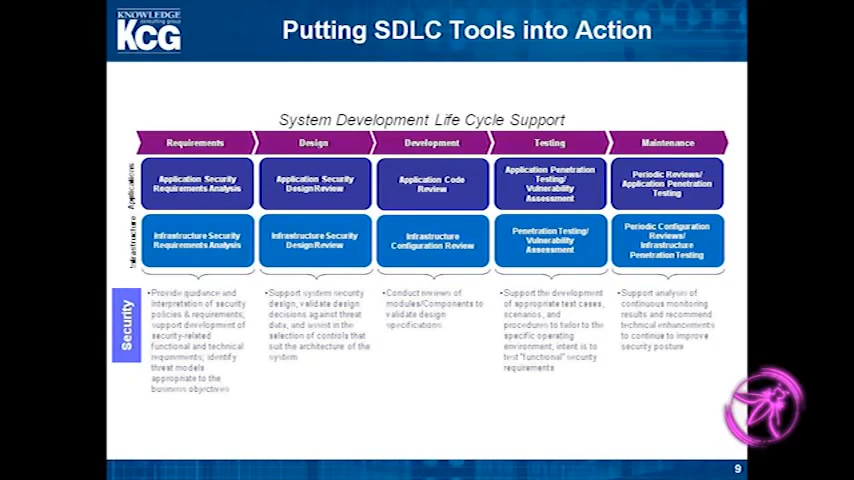 KNOWLEDGE
consulting group
KCG
Putting SDLC Tools into Action
System Development Life Cycle Support
Requirements
Design
Development
Testing
Maintenance
Applications
Application Security
Requirements Analysis
Application Security
Design Review
Application Code
Review
Application Penetration
Testing/
Vulnerability
Assessment
Periodic Reviews/
Application Penetration
Testing
Infrastructure
Infrastructure Security
Requirements Analysis
Infrastructure Security
Design Review
Infrastructure
Configuration Review
Penetration Testing/
Vulnerability
Assessment
Periodic Configuration
Reviews/
Infrastructure
Penetration Testing
Security
•Provide guidance and
interpretation of security
policies & requirements;
support development of
security-related
functional and technical
requirements; identify
threat models
appropriate to the
business objectives
•Support system security
design, validate design
decisions against threat
data, and assist in the
selection of controls that
suit the architecture of the
system
•Conduct reviews of
modules/Components to
validate design
specifications
•Support the development
of appropriate test cases,
scenarios, and
procedures to tailor to the
specific operating
environment; intent is to
test "functional" security
requirements
•Support analysis of
continuous monitoring
results and recommend
technical enhancements
to continue to improve
security posture
9